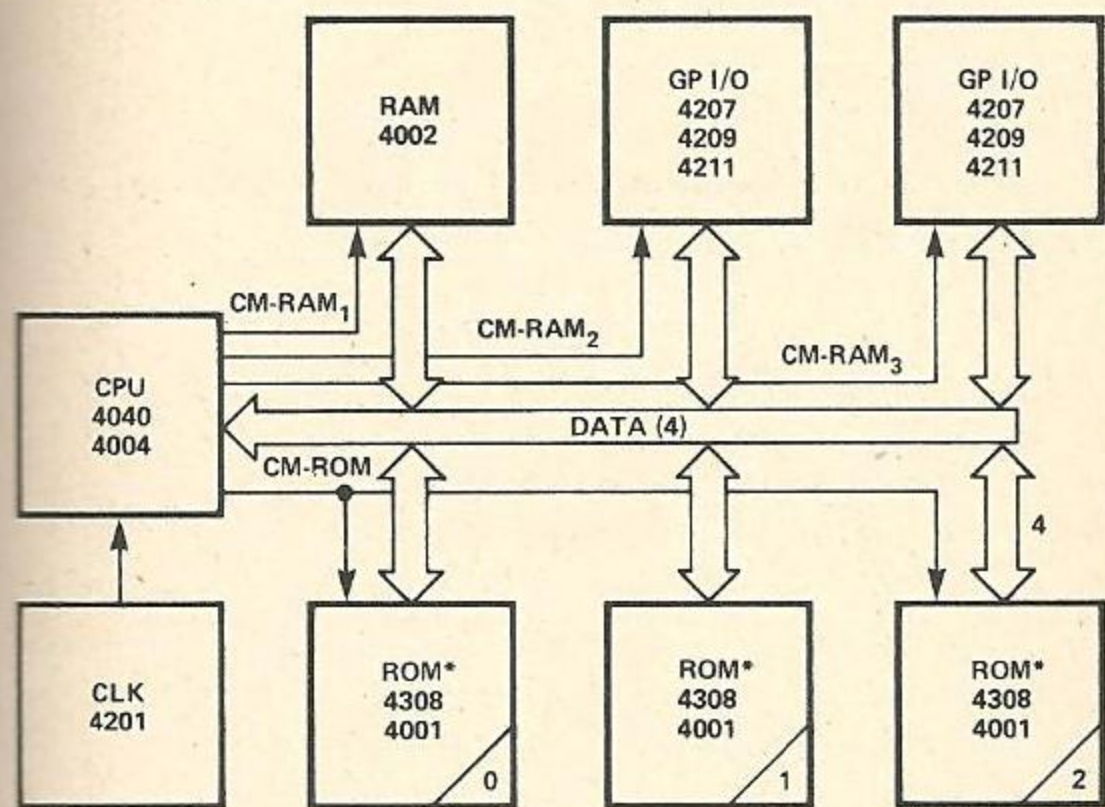 RAM
4002
GP I/O
4207
4209
4211
GP I/O
4207
4209
4211
CM-RAM1
CM-RAM2
CM-RAM3
CPU
4040
4004
DATA (4)
CM-ROM
4
CLK
4201
ROM*
4308
4001
0
ROM*
4308
4001
1
ROM*
4308
4001
2